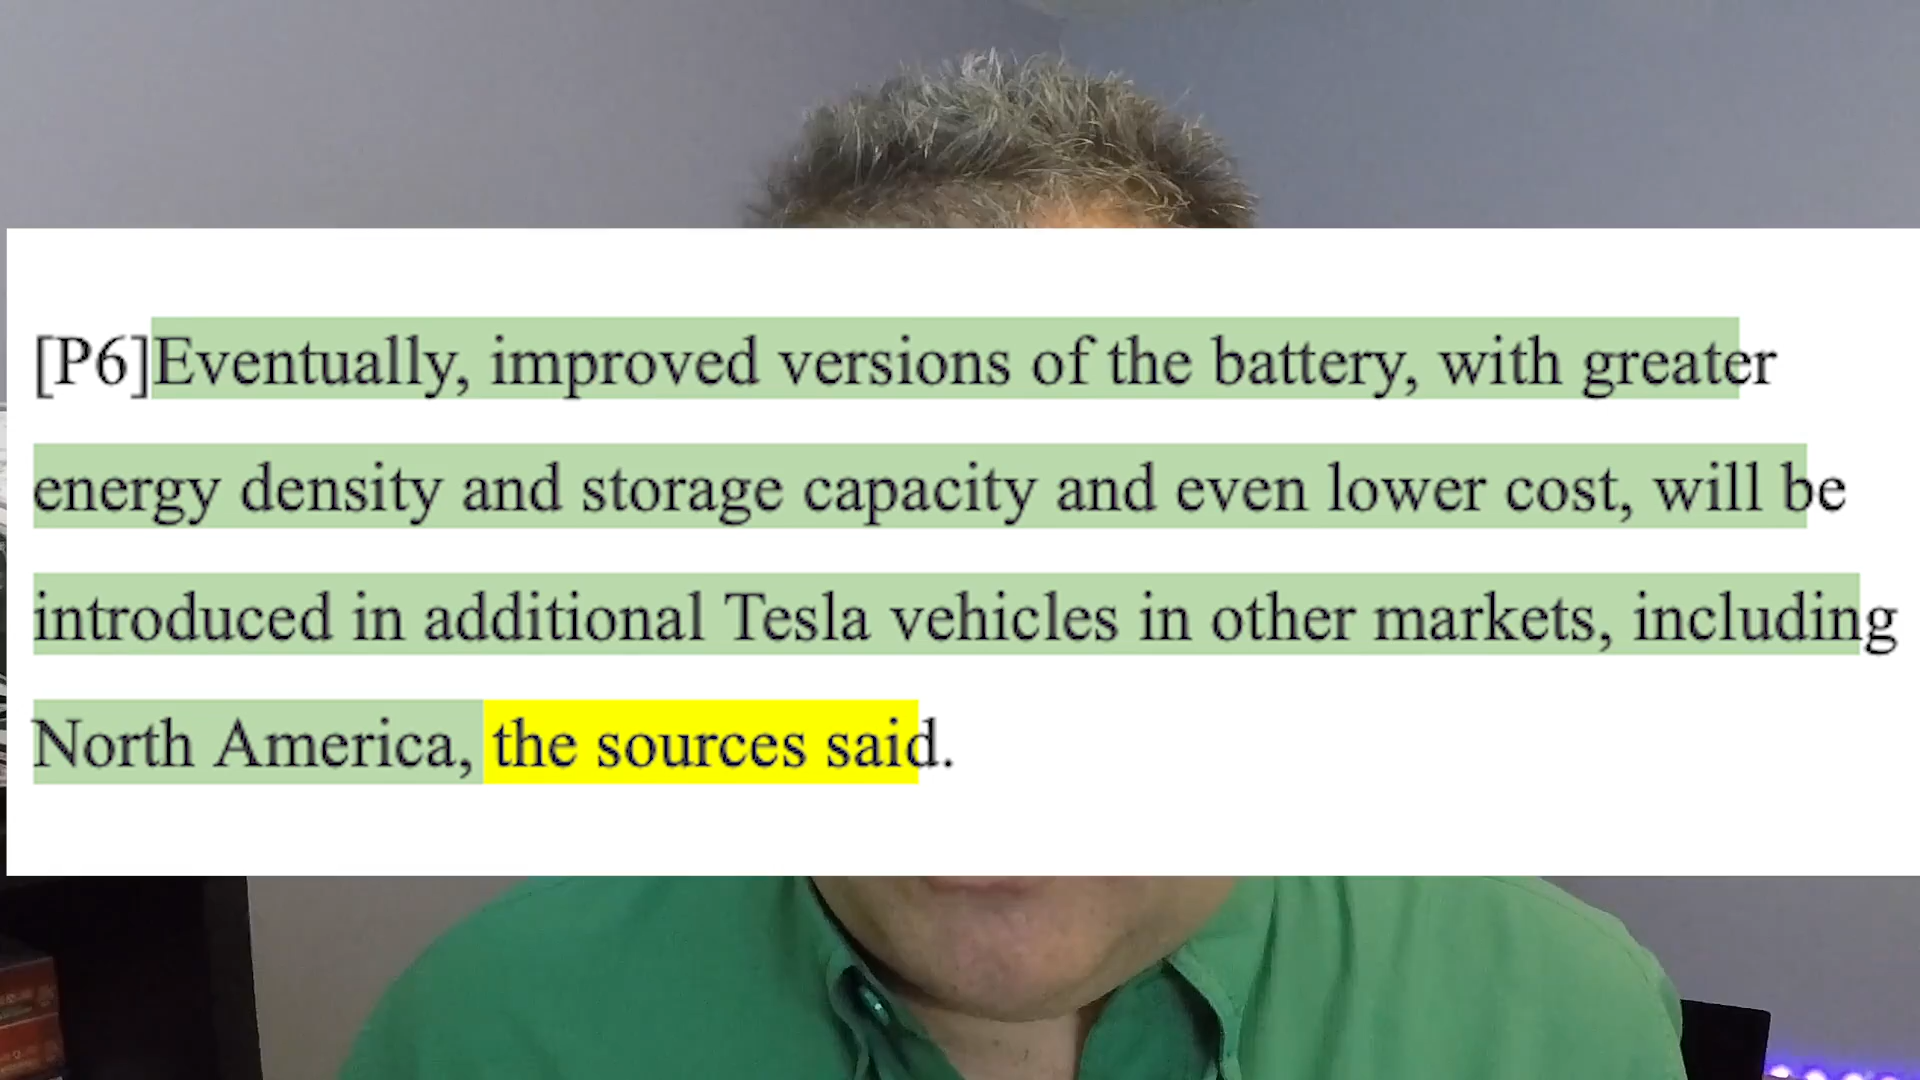 [P6]Eventually, improved versions of the battery, with greater
energy density and storage capacity and even lower cost, will be
introduced in additional Tesla vehicles in other markets, including
North America, the sources said.